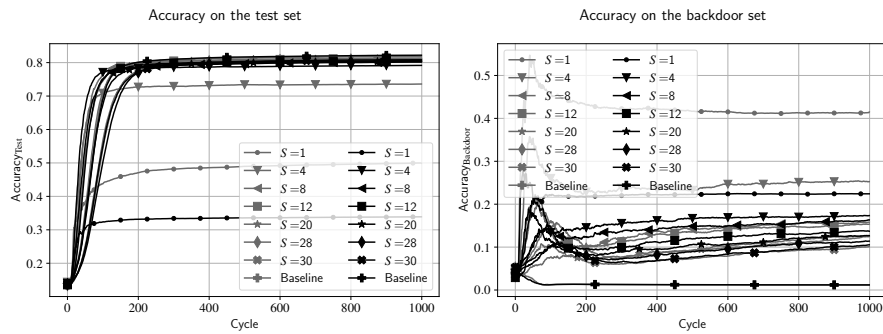 Accuracy on the test set
Accuracy_Test
0.8
0.7
0.6
0.5
0.4
0.3
0.2
S =1
S =4
S =8
S =12
S =20
S =28
S =30
Baseline
S =1
S =4
S =8
S =12
S =20
S =28
S =30
Baseline
0
200
400
600
800
1000
Cycle
Accuracy on the backdoor set
Accuracy_Backdoor
0.5
0.4
0.3
0.2
0.1
0.0
S =1
S =4
S =8
S =12
S =20
S =28
S =30
Baseline
S =1
S =4
S =8
S =12
S =20
S =28
S =30
Baseline
0
200
400
600
800
1000
Cycle